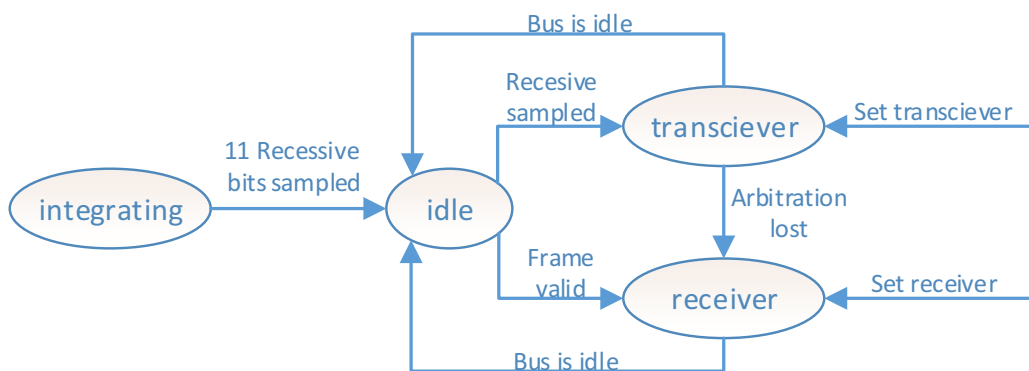 Bus is idle
Recesive
sampled
transciever
Set transciever
11 Recessive
bits sampled
integrating
idle
Arbitration
lost
Frame
valid
receiver
Set receiver
Bus is idle